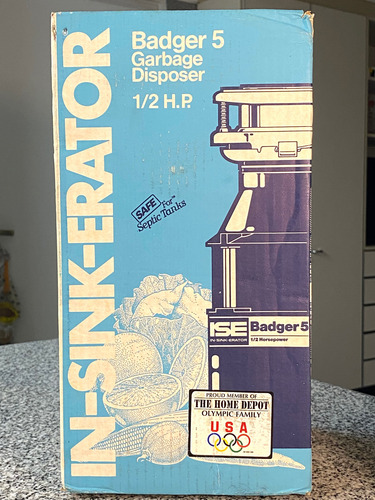 IN-SINK-ERATOR
Badger 5
Garbage
Disposer
1/2 H.P.
SAFE For™
Septic Tanks
ISE Badger 5
IN-SINK-ERATOR 1/2 Horsepower
PROUD MEMBER OF
THE HOME DEPOT
OLYMPIC FAMILY
USA